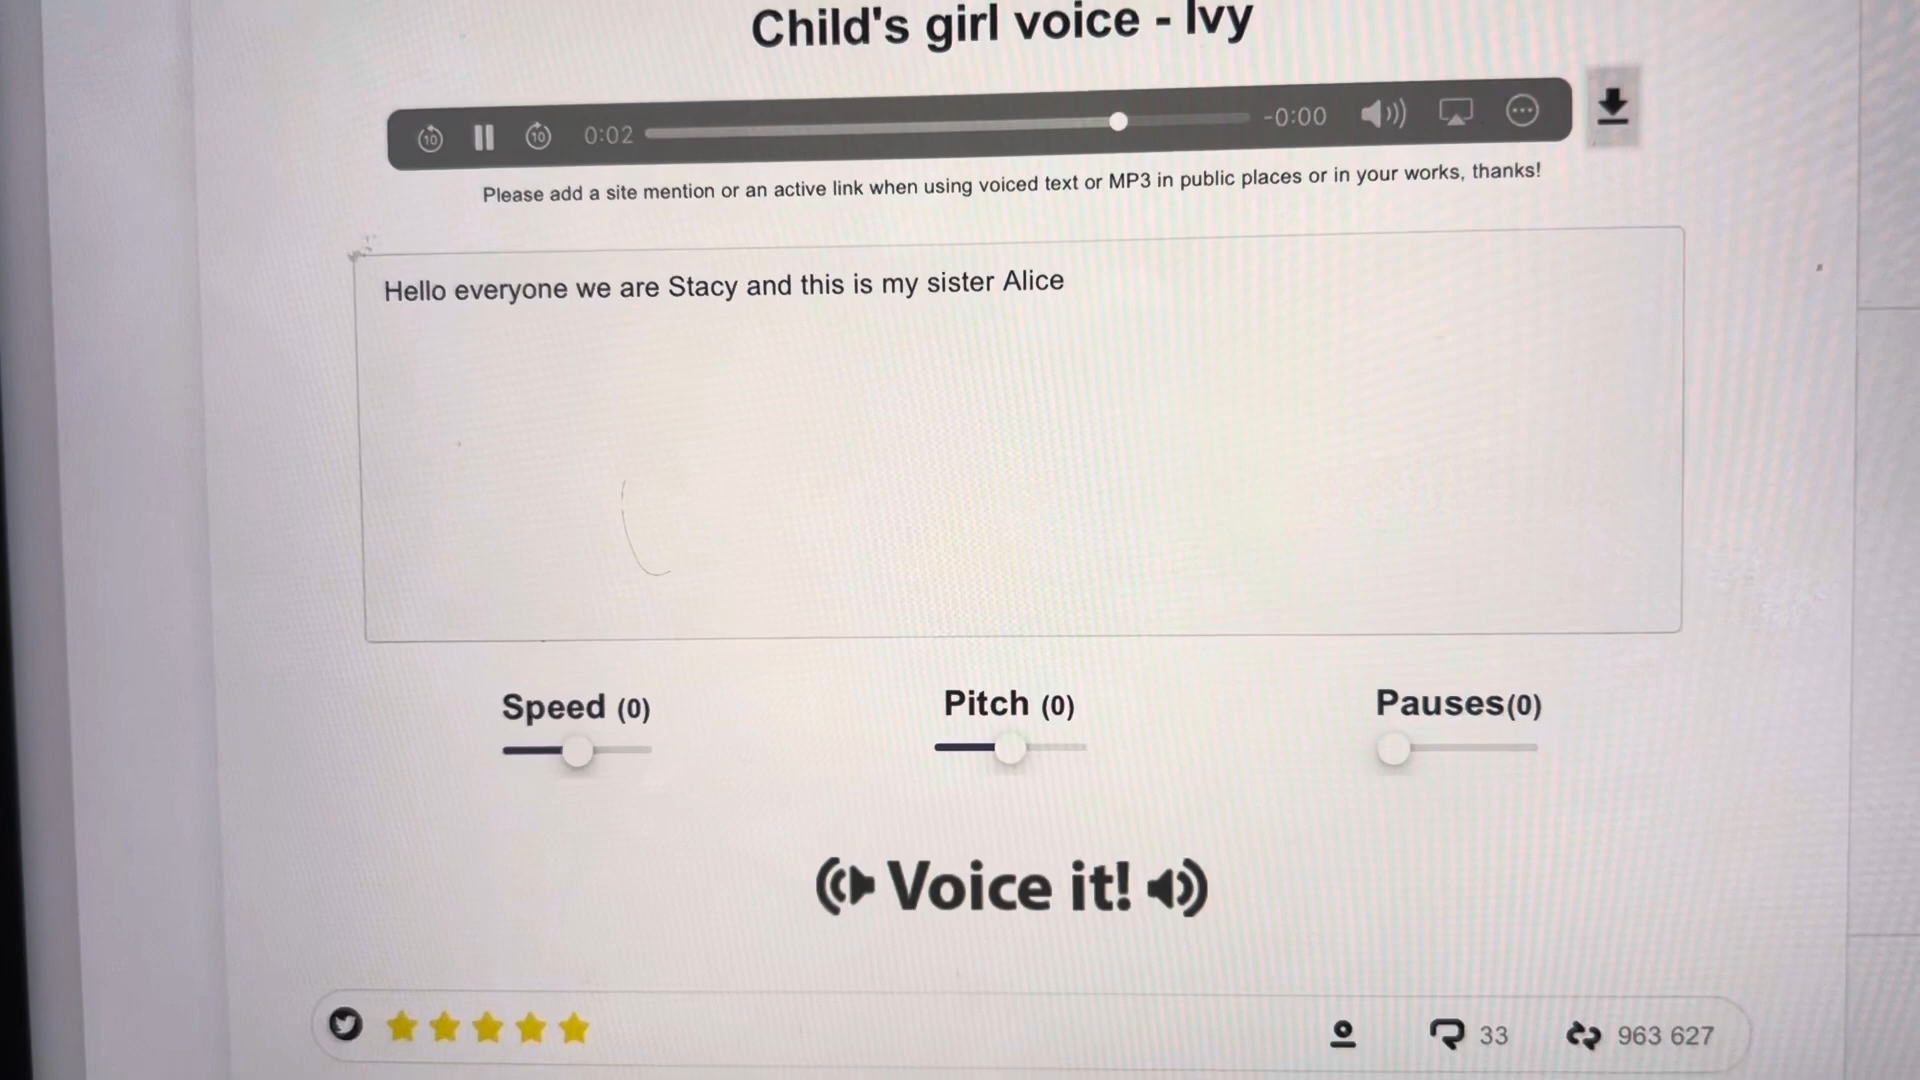 Child's girl voice - Ivy
10 10 0:02 -0:00
Please add a site mention or an active link when using voiced text or MP3 in public places or in your works, thanks!
Hello everyone we are Stacy and this is my sister Alice
Speed (0) Pitch (0) Pauses(0)
Voice it!
33 963 627